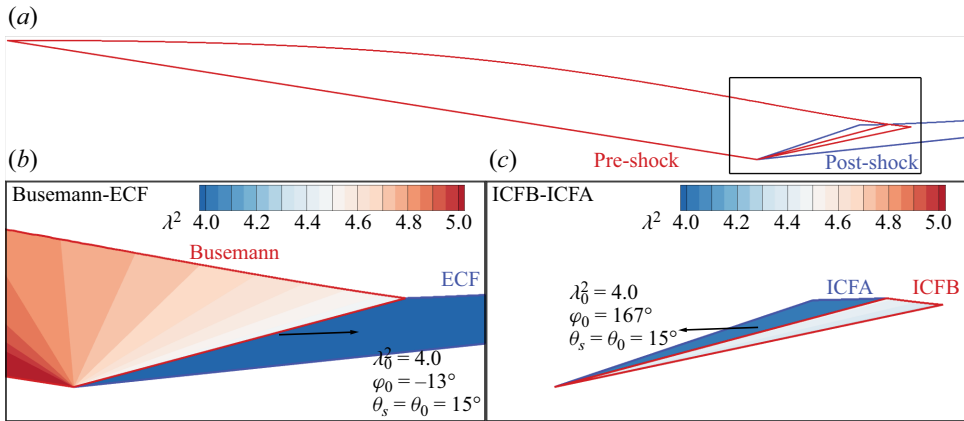 (a)
Pre-shock
Post-shock
(b)
Busemann-ECF
λ² 4.0 4.2 4.4 4.6 4.8 5.0
Busemann
ECF
λ₀² = 4.0
φ₀ = –13°
θₛ = θ₀ = 15°
(c)
ICFB-ICFA
λ² 4.0 4.2 4.4 4.6 4.8 5.0
λ₀² = 4.0
φ₀ = 167°
θₛ = θ₀ = 15°
ICFA
ICFB